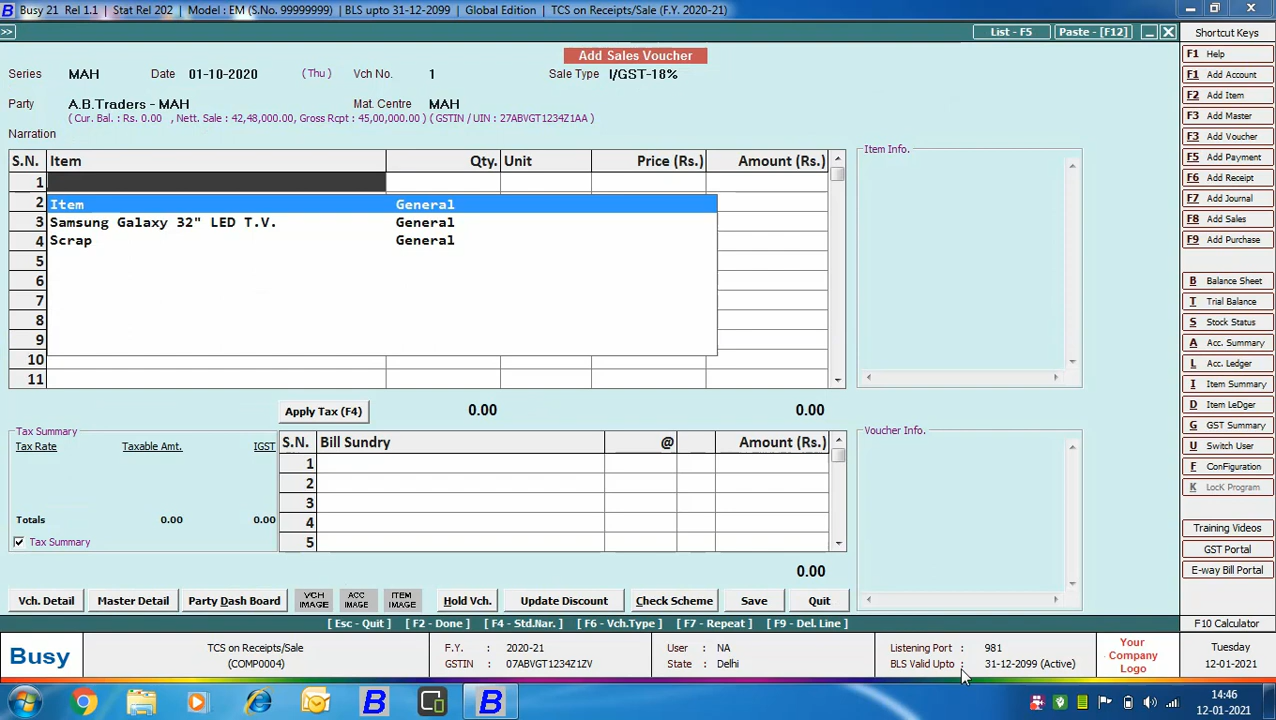 Busy 21 Rel 1.1 | Stat Rel 202 | Model : EM (S.No. 99999999) | BLS upto 31-12-2099 | Global Edition | TCS on Receipts/Sale (F.Y. 2020-21)
>> List - F5 Paste - [F12]
Add Sales Voucher
Series MAH Date 01-10-2020 (Thu) Vch No. 1 Sale Type I/GST-18%
Party A.B.Traders - MAH Mat. Centre MAH
( Cur. Bal. : Rs. 0.00 , Nett. Sale : 42,48,000.00, Gross Rcpt : 45,00,000.00 ) ( GSTIN / UIN : 27ABVGT1234Z1AA )
Narration
S.N. Item Qty. Unit Price (Rs.) Amount (Rs.)
1
2 Item General
3 Samsung Galaxy 32" LED T.V. General
4 Scrap General
5
6
7
8
9
10
11
Item Info.
Apply Tax (F4) 0.00 0.00
Tax Summary
Tax Rate Taxable Amt. IGST
Totals 0.00 0.00
Tax Summary
S.N. Bill Sundry @ Amount (Rs.)
1
2
3
4
5
0.00
Voucher Info.
Vch. Detail Master Detail Party Dash Board VCH IMAGE ACC IMAGE ITEM IMAGE Hold Vch. Update Discount Check Scheme Save Quit
[ Esc - Quit ] [ F2 - Done ] [ F4 - Std.Nar. ] [ F6 - Vch.Type ] [ F7 - Repeat ] [ F9 - Del. Line ]
Shortcut Keys
F1 Help
F1 Add Account
F2 Add Item
F3 Add Master
F3 Add Voucher
F5 Add Payment
F6 Add Receipt
F7 Add Journal
F8 Add Sales
F9 Add Purchase
B Balance Sheet
T Trial Balance
S Stock Status
A Acc. Summary
L Acc. Ledger
I Item Summary
D Item LeDger
G GST Summary
U Switch User
F ConFiguration
K LocK Program
Training Videos
GST Portal
E-way Bill Portal
F10 Calculator
Busy
TCS on Receipts/Sale
(COMP0004)
F.Y. : 2020-21
GSTIN : 07ABVGT1234Z1ZV
User : NA
State : Delhi
Listening Port : 981
BLS Valid Upto : 31-12-2099 (Active)
Your
Company
Logo
Tuesday
12-01-2021
14:46
12-01-2021